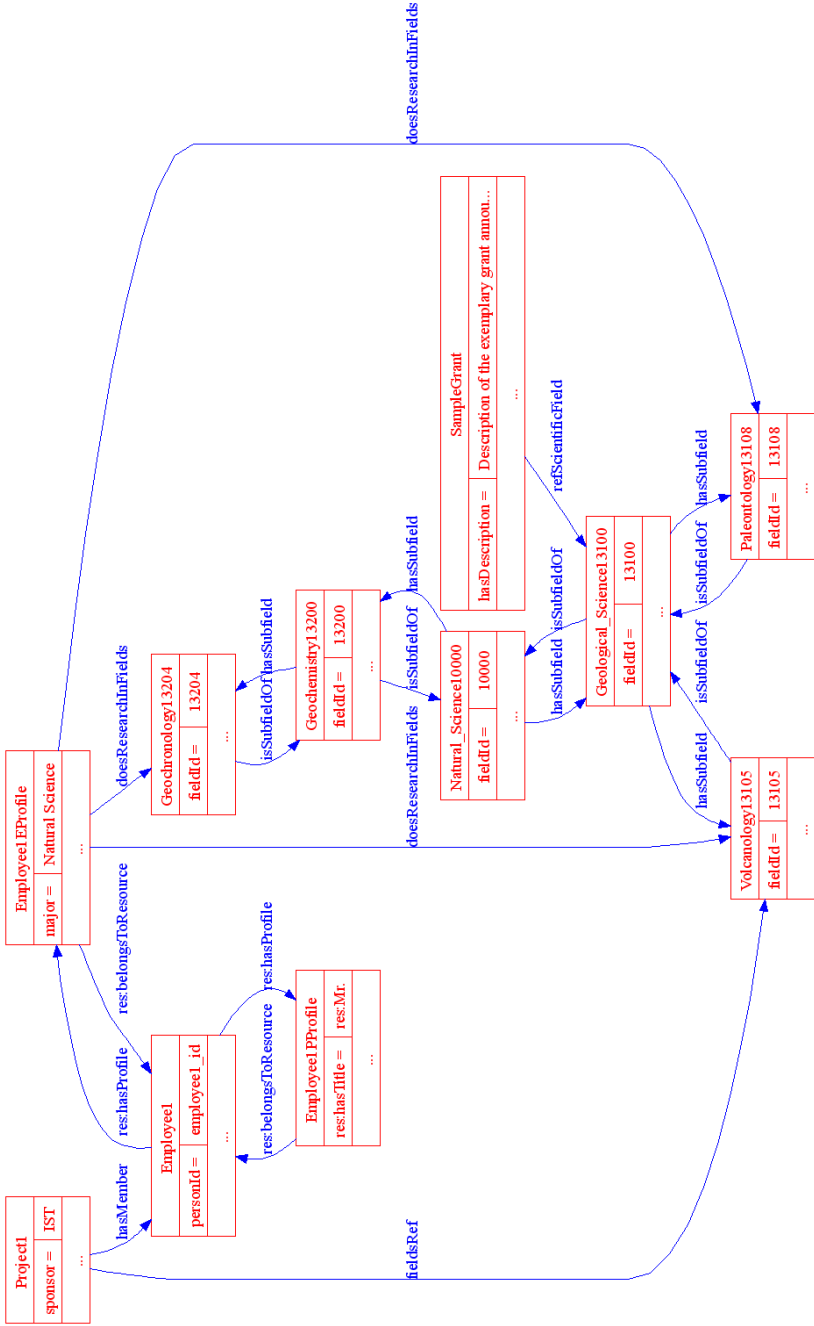 Project1
sponsor = IST
...
Employee1EProfile
major = Natural Science
...
hasMember
res:hasProfile
res:belongsToResource
doesResearchInFields
doesResearchInFields
Employee1
personId = employee1_id
...
Geochronology13204
fieldId = 13204
...
res:belongsToResource
res:hasProfile
isSubfieldOf
hasSubfield
Employee1PProfile
res:hasTitle = res:Mr.
...
Geochemistry13200
fieldId = 13200
...
fieldsRef
doesResearchInFields
isSubfieldOf
hasSubfield
Natural_Science10000
fieldId = 10000
...
SampleGrant
hasDescription = Description of the exemplary grant annou...
...
hasSubfield
isSubfieldOf
refScientificField
Geological_Science13100
fieldId = 13100
...
hasSubfield
isSubfieldOf
isSubfieldOf
hasSubfield
Volcanology13105
fieldId = 13105
...
Paleontology13108
fieldId = 13108
...